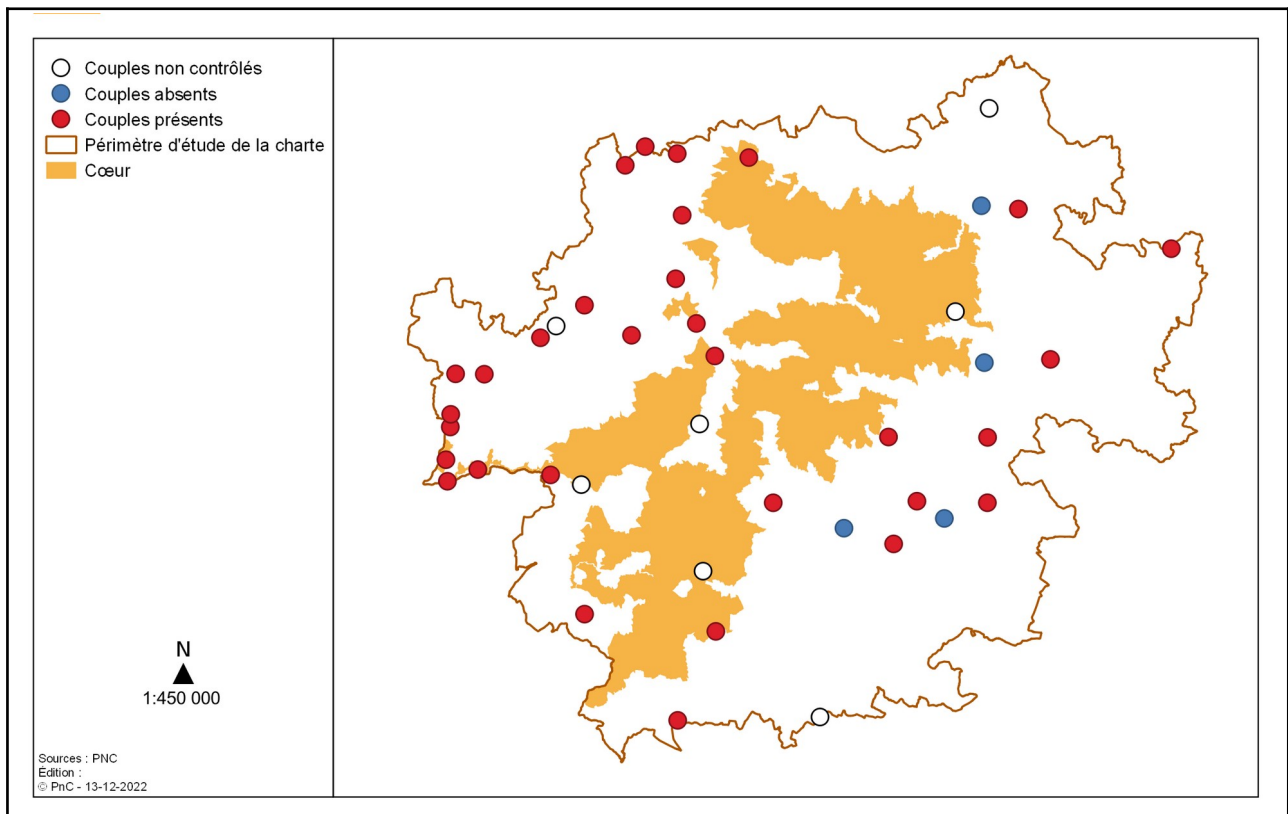 Couples non contrôlés
Couples absents
Couples présents
Périmètre d'étude de la charte
Cœur
N
1:450 000
Sources : PNC
Édition :
© PnC - 13-12-2022